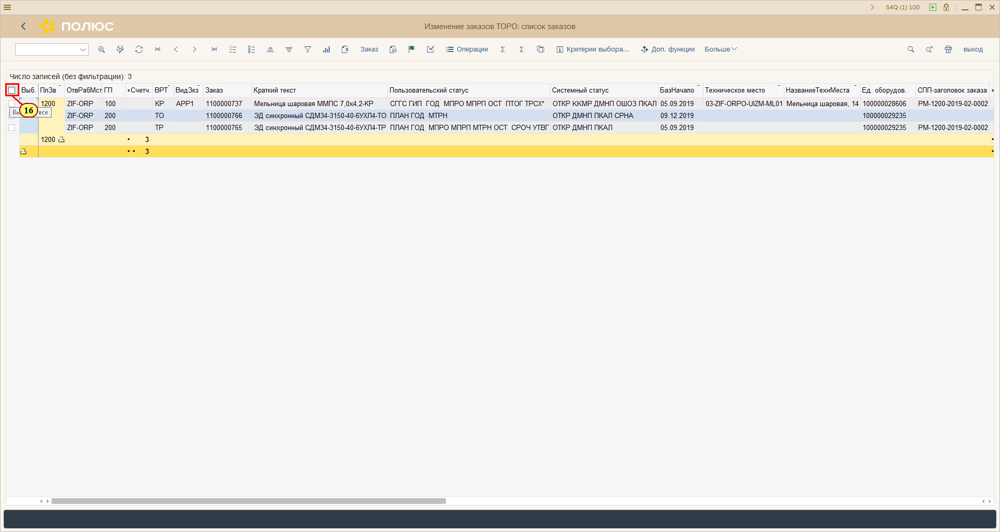 S4Q (1) 100
ПОЛЮС
Изменение заказов ТОРО: список заказов
Заказ Операции Критерии выбора... Доп. функции Больше выход
Число записей (без фильтрации): 3
Выб. ПлЗв ОтвРабМст ГП Счетч. ВРТ ВидЗкз Заказ Краткий текст Пользовательский статус Системный статус БазНачало Техническое место НазваниеТехнМеста Ед. оборудов. СПП-заголовок заказа
1200 ZIF-ORP 100 КР APP1 1100000737 Мельница шаровая ММПС 7,0х4,2-КР СГГС ГИП ГОД МПРО МПРП ОСТ ПТОГ ТРСХ* ОТКР ККМР ДМНП ОШОЗ ПКАЛ 05.09.2019 03-ZIF-ORPO-UIZM-ML01 Мельница шаровая, 14 100000028606 PM-1200-2019-02-0002
16 все
ZIF-ORP 200 ТО 1100000766 ЭД синхронный СДМ34-3150-40-6УХЛ4-ТО ПЛАН ГОД МТРН ОТКР ДМНП ПКАЛ СРНА 09.12.2019 100000029235
ZIF-ORP 200 ТР 1100000765 ЭД синхронный СДМ34-3150-40-6УХЛ4-ТР ПЛАН ГОД МПРО МПРП МТРН ОСТ СРОЧ УТВГ ОТКР ДМНП ПКАЛ 05.09.2019 100000029235 PM-1200-2019-02-0002
1200 3
3